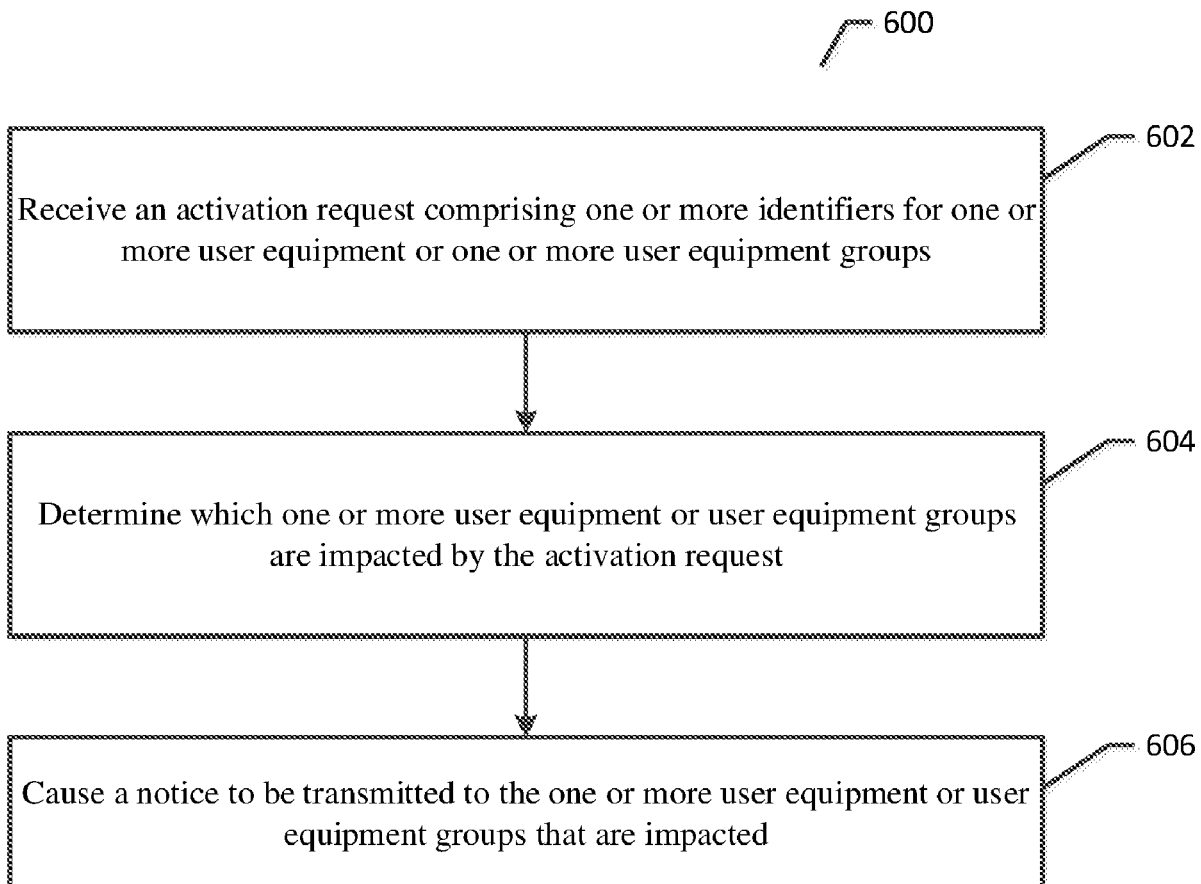 600
602
Receive an activation request comprising one or more identifiers for one or
more user equipment or one or more user equipment groups
604
Determine which one or more user equipment or user equipment groups
are impacted by the activation request
606
Cause a notice to be transmitted to the one or more user equipment or user
equipment groups that are impacted